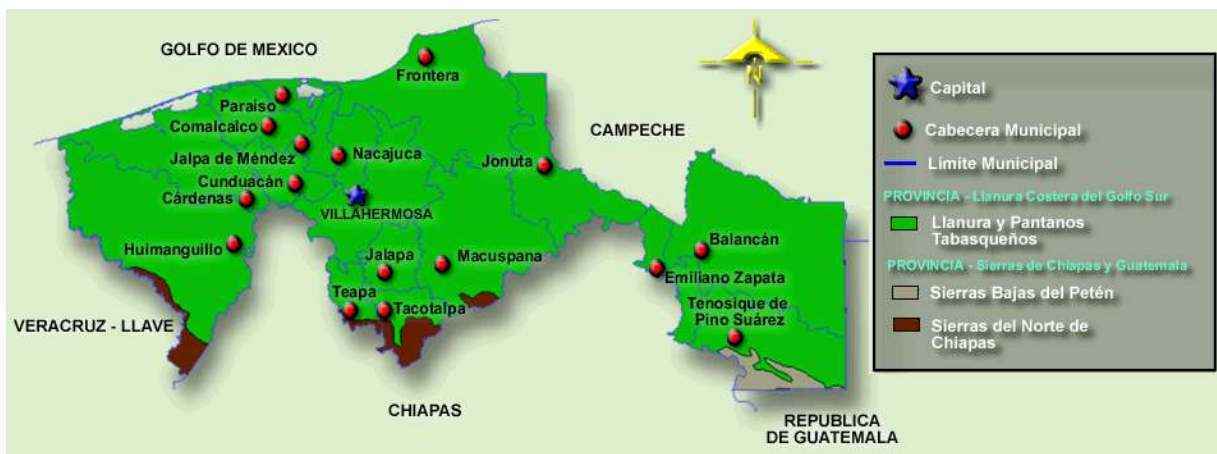 GOLFO DE MEXICO
Frontera
Paraiso
Comalcalco
CAMPECHE
Jalpa de Méndez
Nacajuca
Jonuta
Cunduacán
Cárdenas
VILLAHERMOSA
Huimanguillo
Jalapa
Macuspana
Balancán
Emiliano Zapata
Teapa
Tacotalpa
Tenosique de
Pino Suárez
VERACRUZ - LLAVE
CHIAPAS
REPUBLICA
DE GUATEMALA
N
Capital
Cabecera Municipal
Límite Municipal
PROVINCIA - Llanura Costera del Golfo Sur
Llanura y Pantanos
Tabasqueños
PROVINCIA - Sierras de Chiapas y Guatemala
Sierras Bajas del Petén
Sierras del Norte de
Chiapas